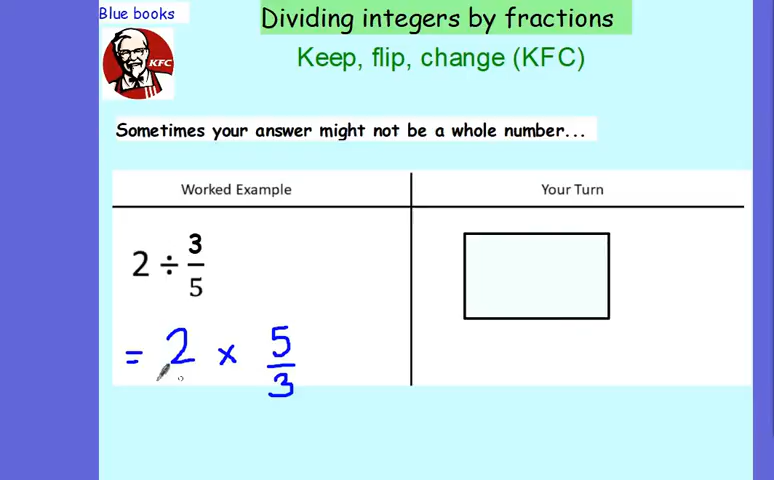 Blue books
Dividing integers by fractions
KFC
Keep, flip, change (KFC)
Sometimes your answer might not be a whole number...
Worked Example
Your Turn
2 ÷ 3/5
= 2 × 5/3